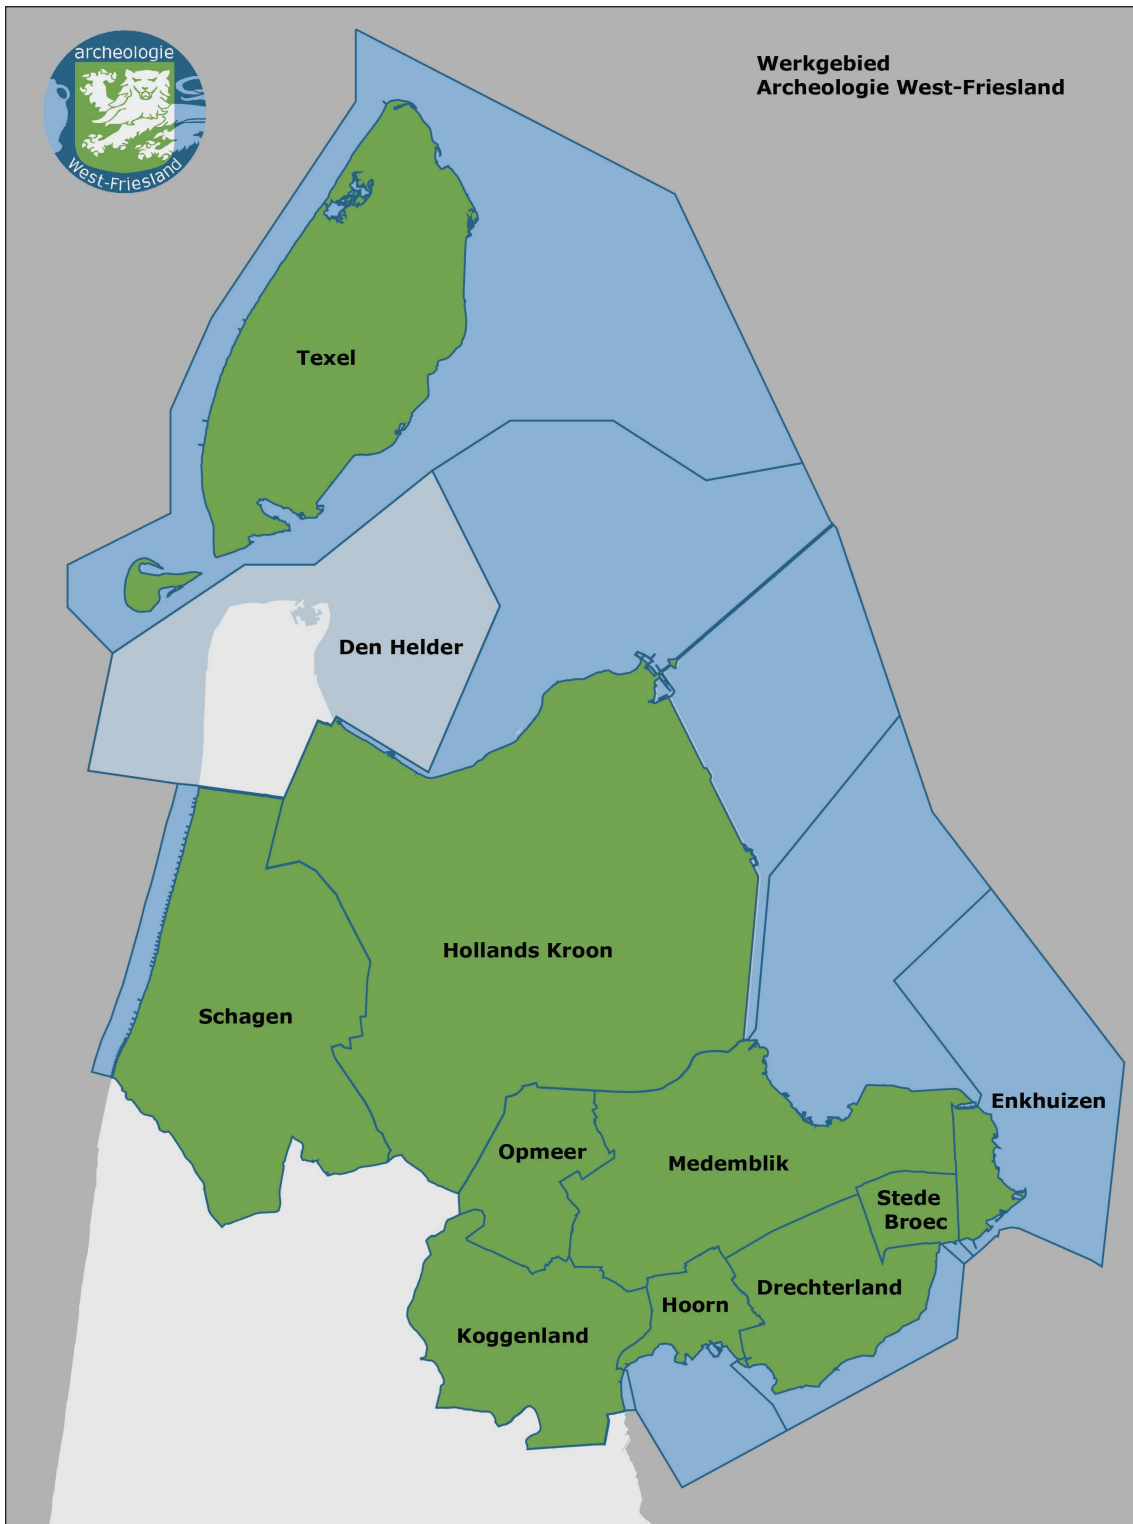 archeologie
West-Friesland
Werkgebied
Archeologie West-Friesland
Texel
Den Helder
Hollands Kroon
Schagen
Enkhuizen
Opmeer
Medemblik
Stede
Broec
Drechterland
Hoorn
Koggenland